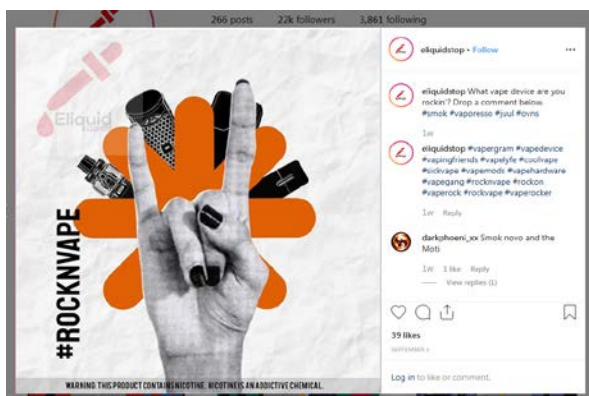 266 posts 22k followers 3,861 following
Eliquid
eliquidstop • Follow
eliquidstop What vape device are you
rockin'? Drop a comment below.
#smok #vaporesso #juul #ovns
1w
eliquidstop #vapergram #vapedevice
#vapingfriends #vapelyfe #coolvape
#sickvape #vapemods #vapehardware
#vapegang #rocknvape #rockon
#vaperock #rockvape #vaperocker
1w Reply
darkphoeni_xx Smok novo and the
Moti
1w 1 like Reply
View replies (1)
39 likes
SEPTEMBER
Log in to like or comment.
#ROCKNVAPE
WARNING: THIS PRODUCT CONTAINS NICOTINE. NICOTINE IS AN ADDICTIVE CHEMICAL.